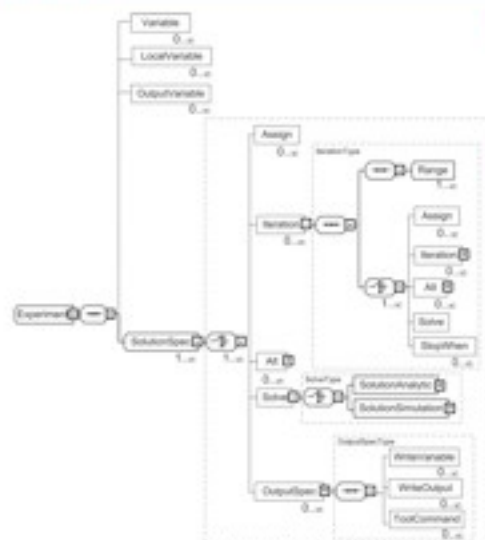 Variable
0...∞
LocalVariable
0...∞
OutputVariable
0...∞
Assign
0...∞
IterationType
Range
1...∞
Iteration
0...∞
Assign
0...∞
Iteration
0...∞
Alt
0...∞
1...∞
Solve
StopWhen
0...∞
Experiment
SolutionSpec
1...∞
1...∞
Alt
0...∞
SolveType
Solve
SolutionAnalytic
SolutionSimulation
OutputSpecType
WriteVariable
0...∞
OutputSpec
0...∞
WriteOutput
0...∞
ToolCommand
0...∞